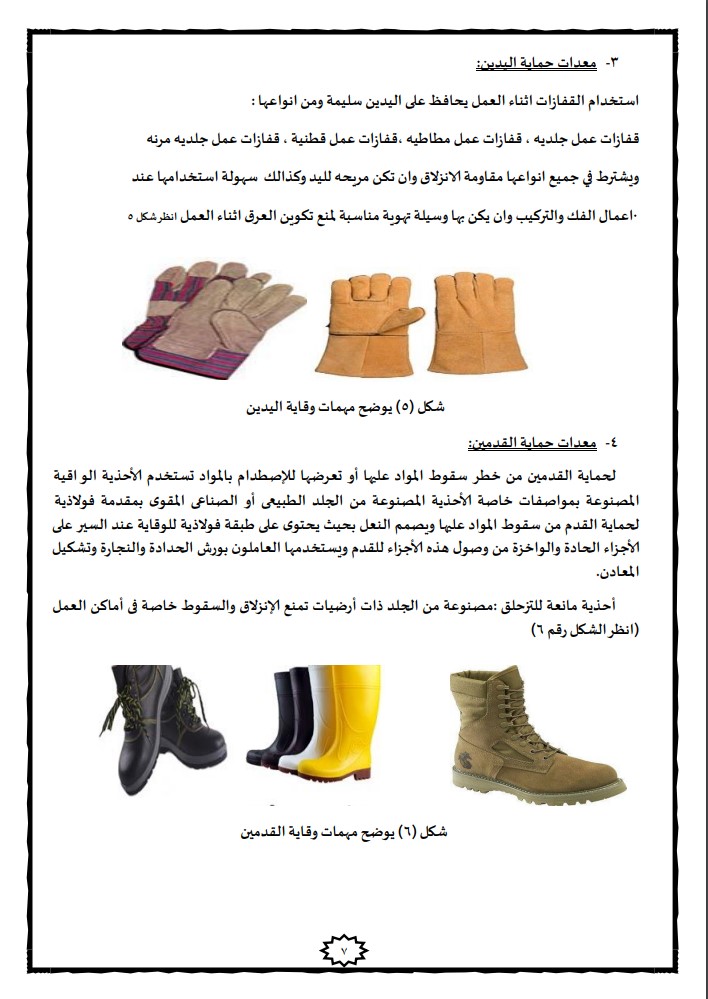 ٣- معدات حماية اليدين:
استخدام القفازات اثناء العمل يحافظ على اليدين سليمة ومن انواعها :
قفازات عمل جلديه ، قفازات عمل مطاطيه ،قفازات عمل قطنية ، قفازات عمل جلديه مرنه
ويشترط في جميع انواعها مقاومة الانزلاق وان تكن مريحه لليد وكذالك سهولة استخدامها عند
٠اعمال الفك والتركيب وان يكن بها وسيلة تهوية مناسبة لمنع تكوين العرق اثناء العمل انظر شكل ٥
شكل (٥) يوضح مهمات وقاية اليدين
٤- معدات حماية القدمين:
لحماية القدمين من خطر سقوط المواد عليها أو تعرضها للإصطدام بالمواد تستخدم الأحذية الواقية
المصنوعة بمواصفات خاصة الأحذية المصنوعة من الجلد الطبيعى أو الصناعى المقوى بمقدمة فولاذية
لحماية القدم من سقوط المواد عليها ويصمم النعل بحيث يحتوى على طبقة فولاذية للوقاية عند السير على
الأجزاء الحادة والواخزة من وصول هذه الأجزاء للقدم ويستخدمها العاملون بورش الحدادة والنجارة وتشكيل
المعادن.
أحذية مانعة للتزحلق :مصنوعة من الجلد ذات أرضيات تمنع الإنزلاق والسقوط خاصة فى أماكن العمل
(انظر الشكل رقم ٦)
شكل (٦) يوضح مهمات وقاية القدمين
٧